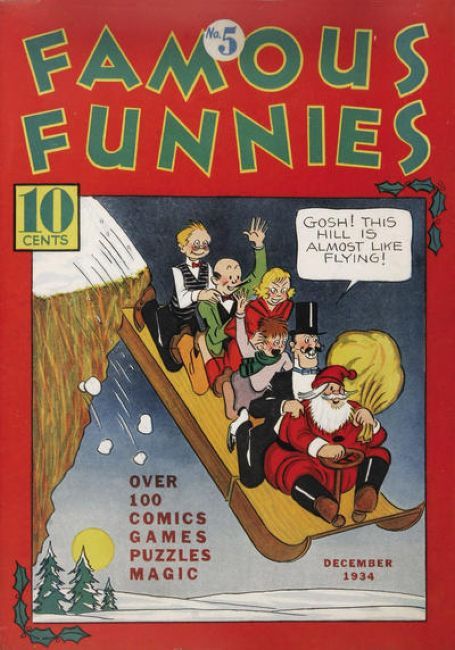 No. 5
FAMOUS
FUNNIES
10
CENTS
GOSH! THIS
HILL IS
ALMOST LIKE
FLYING!
OVER
100
COMICS
GAMES
PUZZLES
MAGIC
DECEMBER
1934